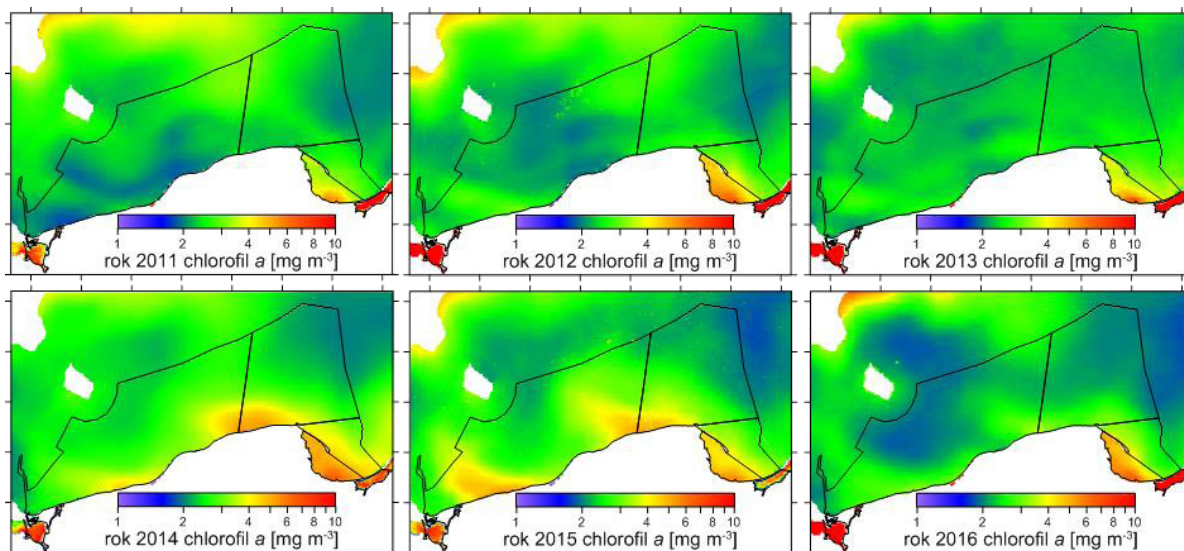 1 2 4 6 8 10
rok 2011 chlorofil a [mg m⁻³]
1 2 4 6 8 10
rok 2012 chlorofil a [mg m⁻³]
1 2 4 6 8 10
rok 2013 chlorofil a [mg m⁻³]
1 2 4 6 8 10
rok 2014 chlorofil a [mg m⁻³]
1 2 4 6 8 10
rok 2015 chlorofil a [mg m⁻³]
1 2 4 6 8 10
rok 2016 chlorofil a [mg m⁻³]